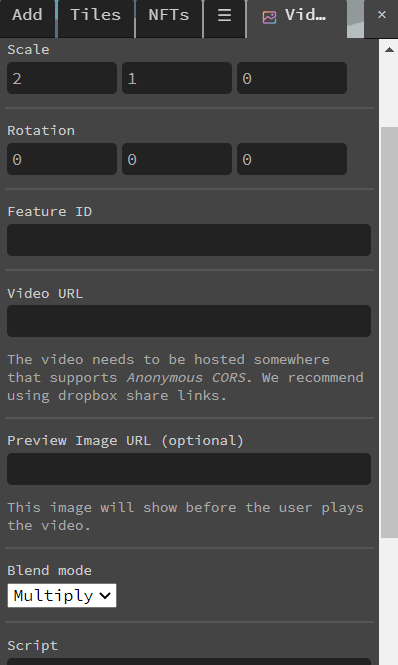 Add Tiles NFTs ☰ Vid… ×
Scale
2 1 0
Rotation
0 0 0
Feature ID
Video URL
The video needs to be hosted somewhere
that supports Anonymous CORS. We recommend
using dropbox share links.
Preview Image URL (optional)
This image will show before the user plays
the video.
Blend mode
Multiply
Script